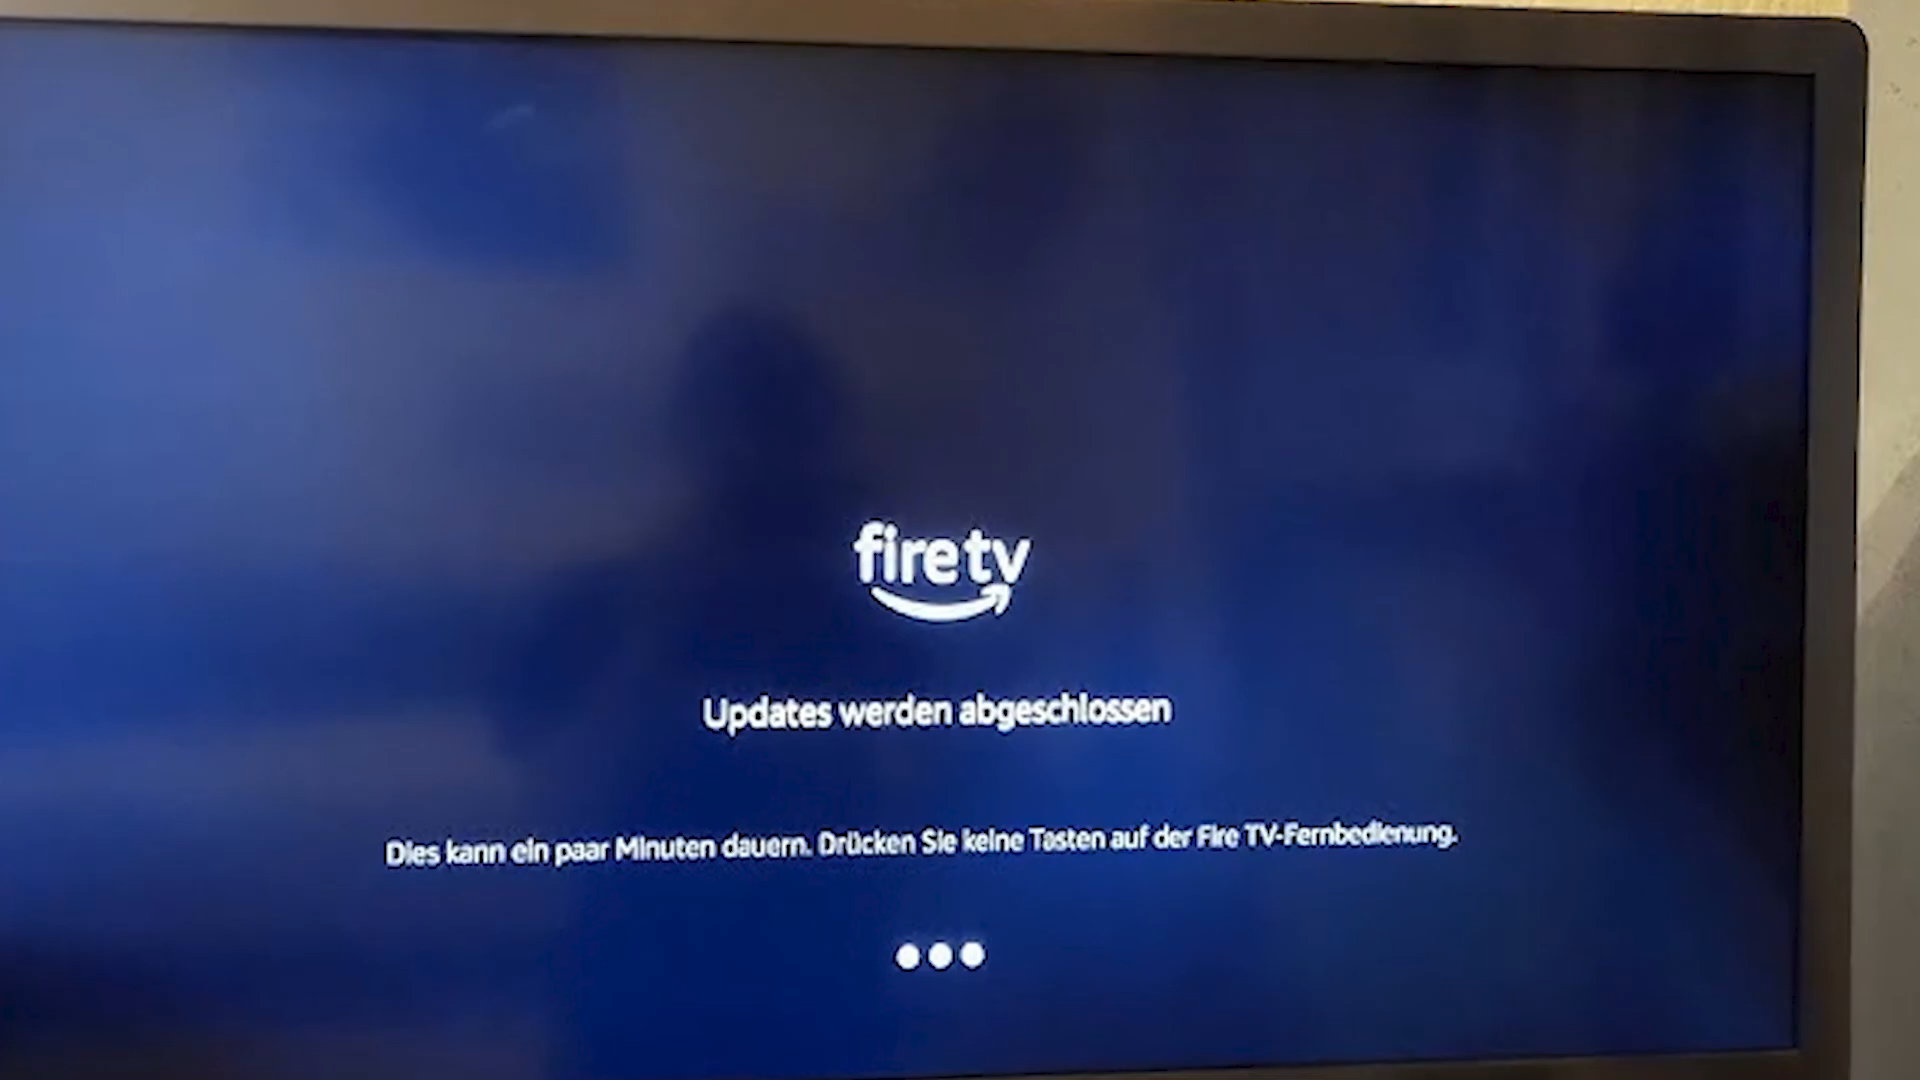 fire tv
Updates werden abgeschlossen
Dies kann ein paar Minuten dauern. Drücken Sie keine Tasten auf der Fire TV-Fernbedienung.